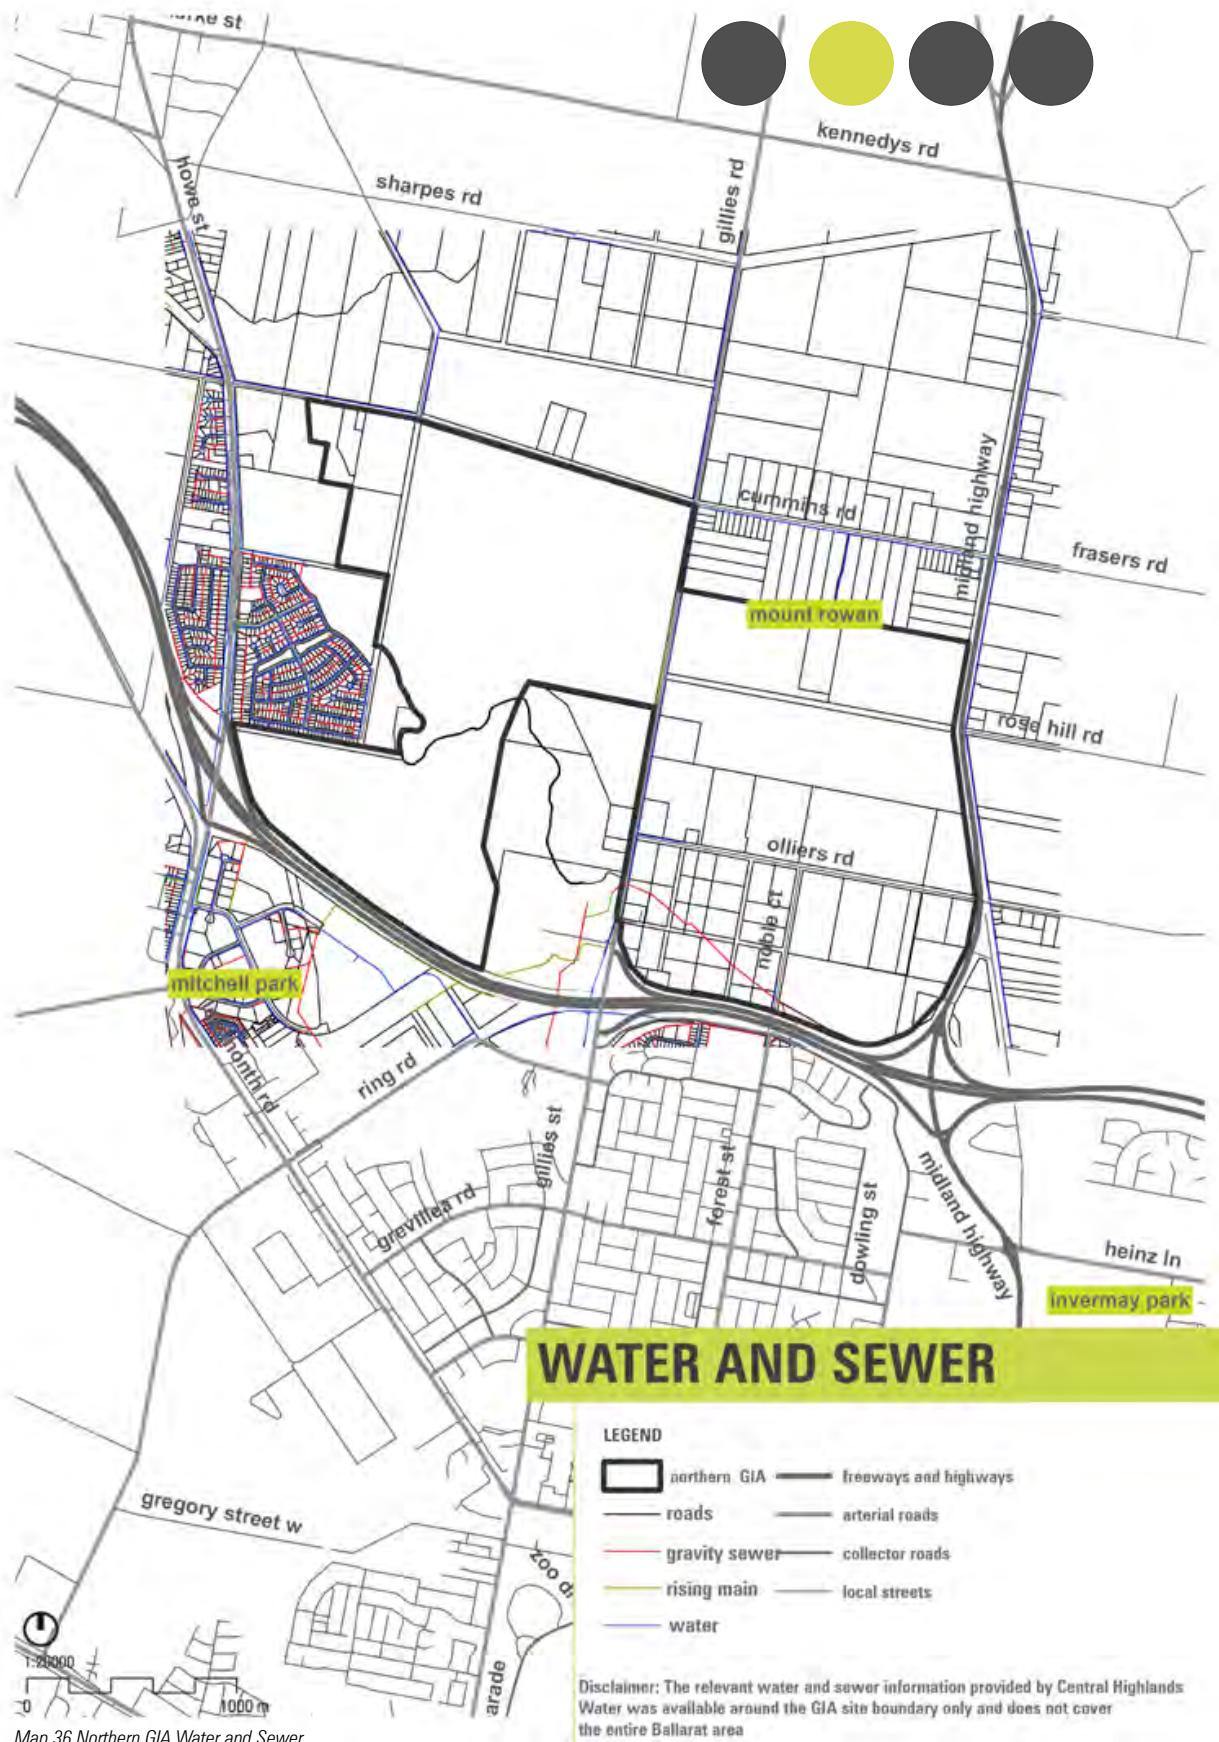 kennedys rd
sharpes rd
howe st
gillies rd
cummins rd
midland highway
frasers rd
mount rowan
rose hill rd
olliers rd
noble ct
mitchell park
north rd
ring rd
gillies st
forest st
grevillea rd
dowling st
midland highway
heinz ln
invermay park
WATER AND SEWER
gregory street w
zoo d
arade
LEGEND
northern GIA
freeways and highways
roads
arterial roads
gravity sewer
collector roads
rising main
local streets
water
1:20000
0 1000 m
Disclaimer: The relevant water and sewer information provided by Central Highlands
Water was available around the GIA site boundary only and does not cover
the entire Ballarat area
Map 36 Northern GIA Water and Sewer